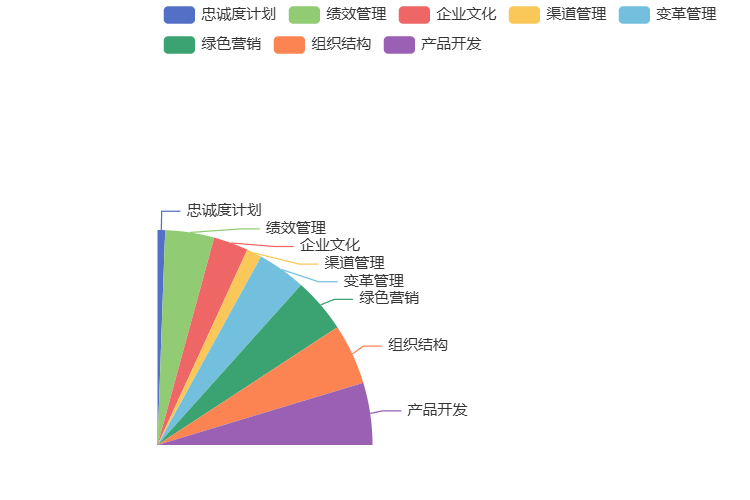 忠诚度计划 绩效管理 企业文化 渠道管理 变革管理
绿色营销 组织结构 产品开发
忠诚度计划
绩效管理
企业文化
渠道管理
变革管理
绿色营销
组织结构
产品开发